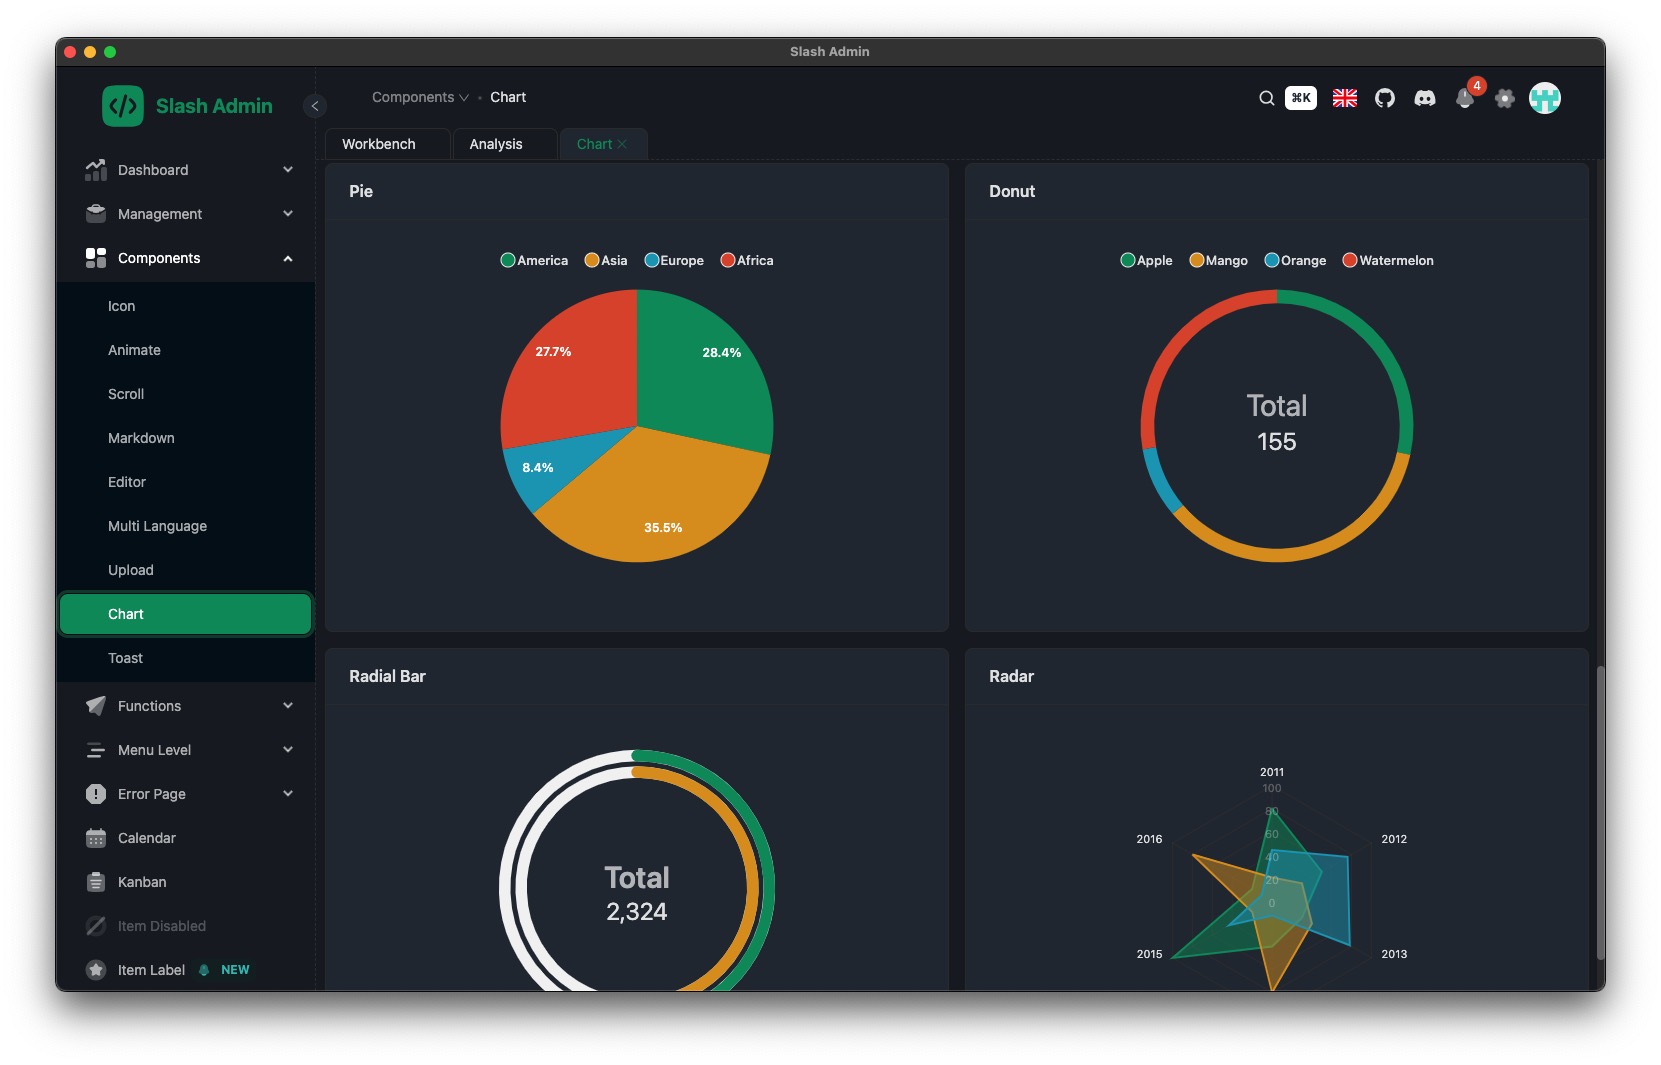 Slash Admin
Slash Admin
Components
Chart
⌘K
4
Workbench
Analysis
Chart
Dashboard
Management
Components
Icon
Animate
Scroll
Markdown
Editor
Multi Language
Upload
Chart
Toast
Functions
Menu Level
Error Page
Calendar
Kanban
Item Disabled
Item Label NEW
Pie
America Asia Europe Africa
27.7% 28.4%
8.4%
35.5%
Donut
Apple Mango Orange Watermelon
Total
155
Radial Bar
Total
2,324
Radar
2011
100
80
2016 60 2012
40
20
0
2015 2013